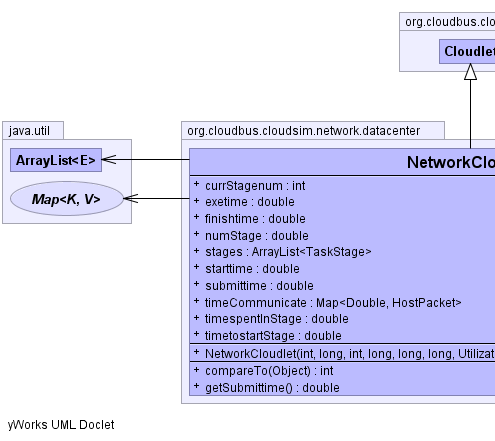 org.cloudbus.clo
Cloudlet
java.util
ArrayList<E>
Map<K, V>
org.cloudbus.cloudsim.network.datacenter
NetworkClo
+ currStagenum : int
+ exetime : double
+ finishtime : double
+ numStage : double
+ stages : ArrayList<TaskStage>
+ starttime : double
+ submittime : double
+ timeCommunicate : Map<Double, HostPacket>
+ timespentInStage : double
+ timetostartStage : double
+ NetworkCloudlet(int, long, int, long, long, long, Utilizat
+ compareTo(Object) : int
+ getSubmittime() : double
yWorks UML Doclet